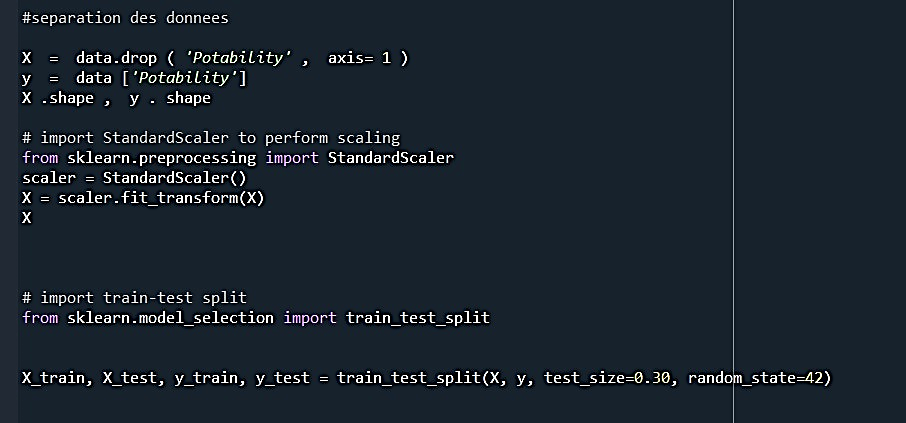 #separation des donnees
X  =  data.drop ( 'Potability' ,  axis= 1 )
y  =  data ['Potability']
X .shape ,  y . shape
# import StandardScaler to perform scaling
from sklearn.preprocessing import StandardScaler
scaler = StandardScaler()
X = scaler.fit_transform(X)
X
# import train-test split
from sklearn.model_selection import train_test_split
X_train, X_test, y_train, y_test = train_test_split(X, y, test_size=0.30, random_state=42)